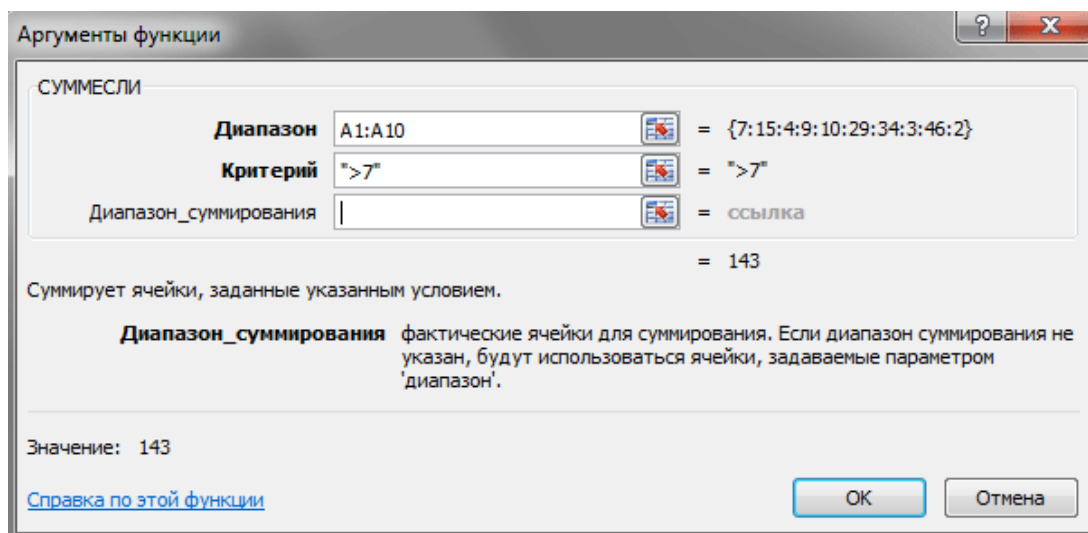 Аргументы функции
СУММЕСЛИ
Диапазон A1:A10 = {7:15:4:9:10:29:34:3:46:2}
Критерий ">7" = ">7"
Диапазон_суммирования = ссылка
= 143
Суммирует ячейки, заданные указанным условием.
Диапазон_суммирования фактические ячейки для суммирования. Если диапазон суммирования не
указан, будут использоваться ячейки, задаваемые параметром
'диапазон'.
Значение: 143
Справка по этой функции OK Отмена